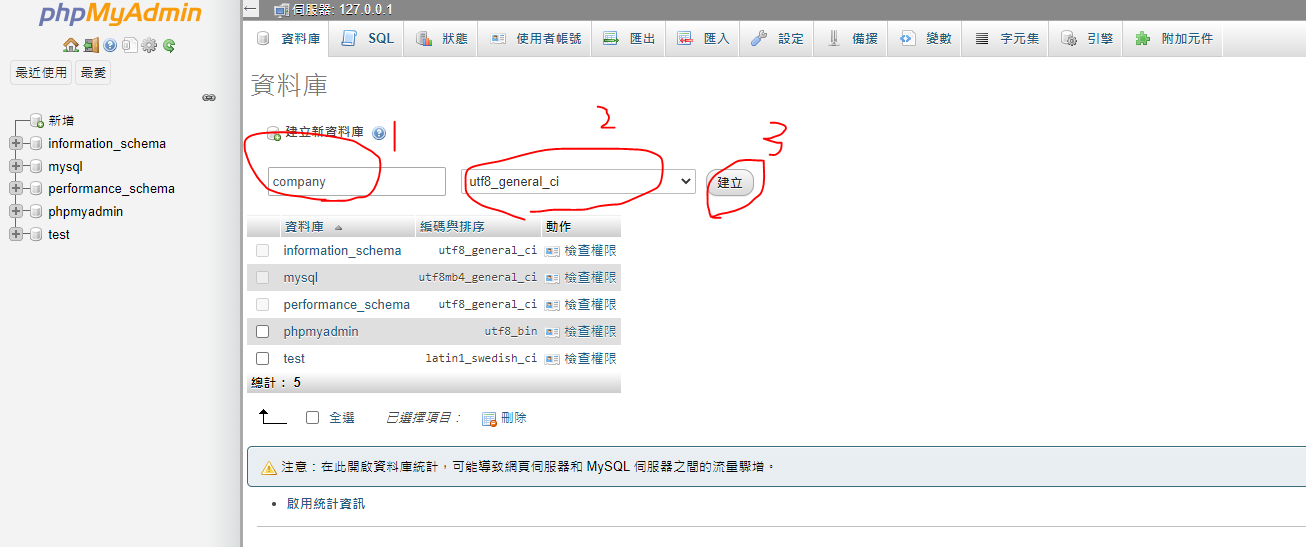 phpMyAdmin
最近使用 最愛
新增
information_schema
mysql
performance_schema
phpmyadmin
test
伺服器: 127.0.0.1
資料庫 SQL 狀態 使用者帳號 匯出 匯入 設定 備援 變數 字元集 引擎 附加元件
資料庫
建立新資料庫 1 2 3
company utf8_general_ci 建立
資料庫 編碼與排序 動作
information_schema utf8_general_ci 檢查權限
mysql utf8mb4_general_ci 檢查權限
performance_schema utf8_general_ci 檢查權限
phpmyadmin utf8_bin 檢查權限
test latin1_swedish_ci 檢查權限
總計： 5
全選 已選擇項目： 刪除
注意：在此開啟資料庫統計，可能導致網頁伺服器和 MySQL 伺服器之間的流量驟增。
啟用統計資訊